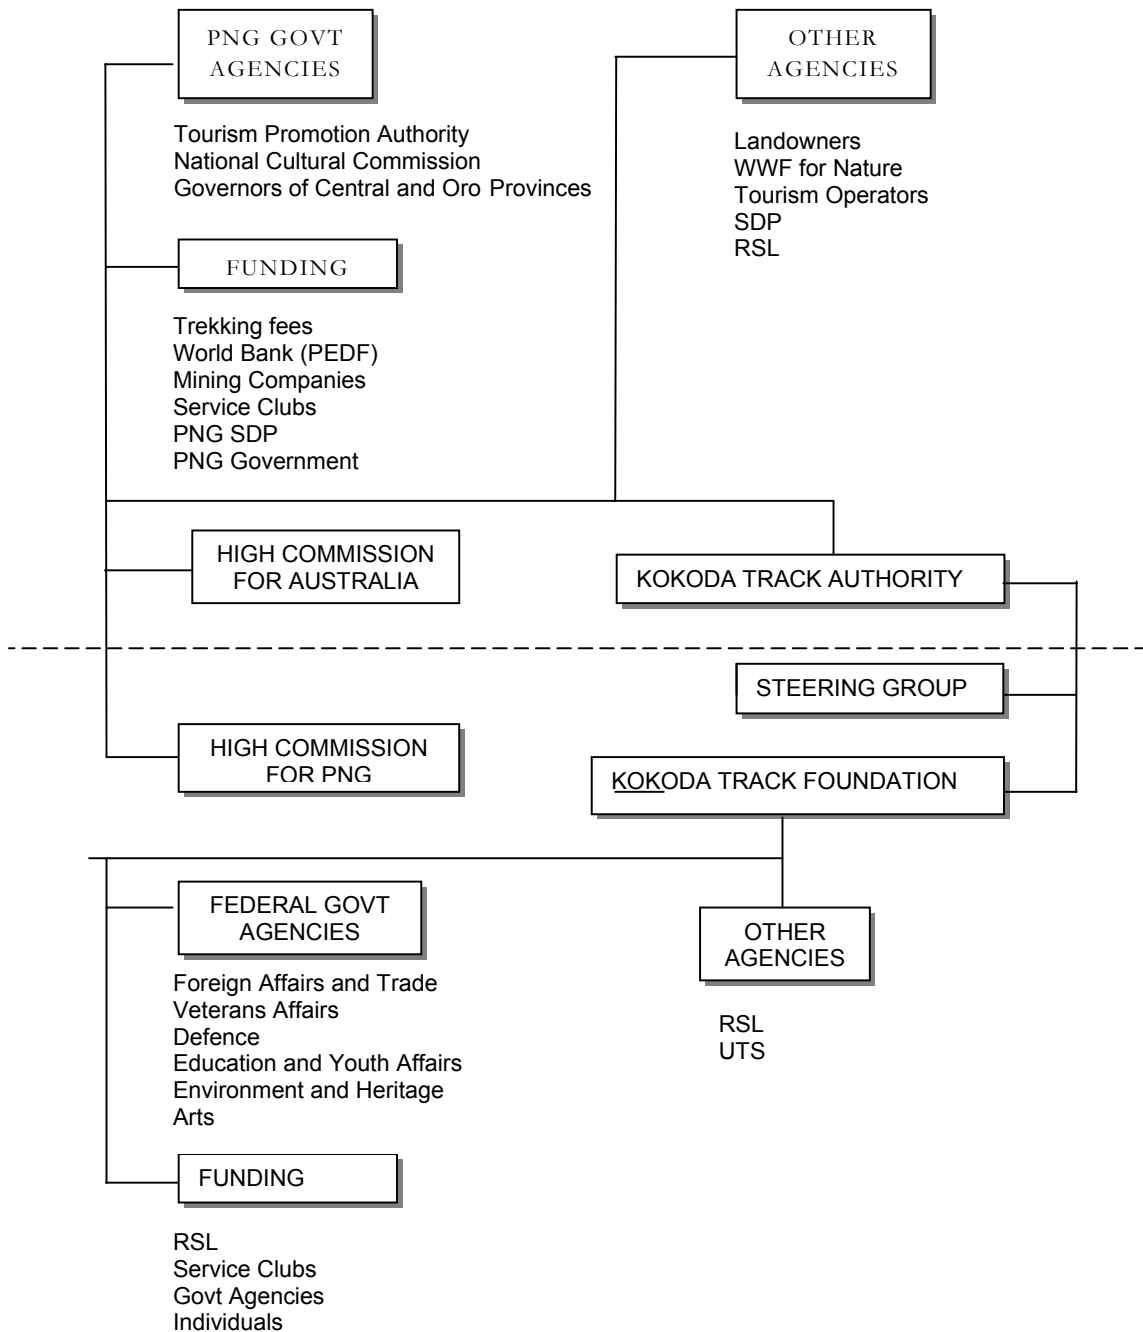 PNG GOVT
AGENCIES
Tourism Promotion Authority
National Cultural Commission
Governors of Central and Oro Provinces
OTHER
AGENCIES
Landowners
WWF for Nature
Tourism Operators
SDP
RSL
FUNDING
Trekking fees
World Bank (PEDF)
Mining Companies
Service Clubs
PNG SDP
PNG Government
HIGH COMMISSION
FOR AUSTRALIA
KOKODA TRACK AUTHORITY
STEERING GROUP
HIGH COMMISSION
FOR PNG
KOKODA TRACK FOUNDATION
FEDERAL GOVT
AGENCIES
Foreign Affairs and Trade
Veterans Affairs
Defence
Education and Youth Affairs
Environment and Heritage
Arts
OTHER
AGENCIES
RSL
UTS
FUNDING
RSL
Service Clubs
Govt Agencies
Individuals